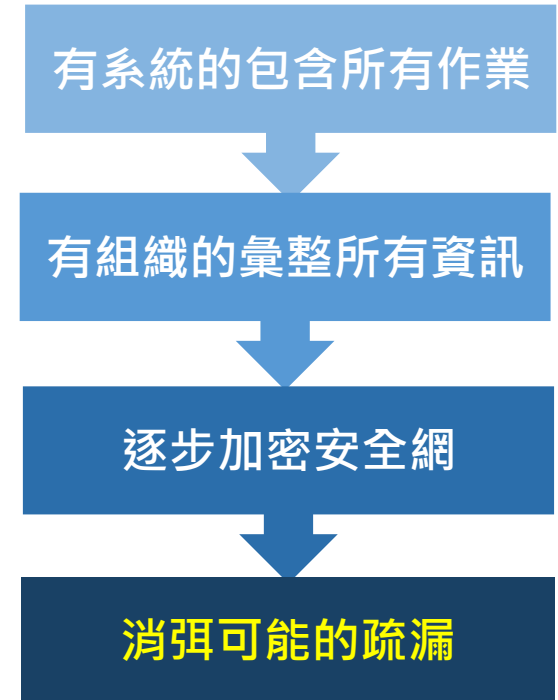 有系統的包含所有作業
有組織的彙整所有資訊
逐步加密安全網
消弭可能的疏漏